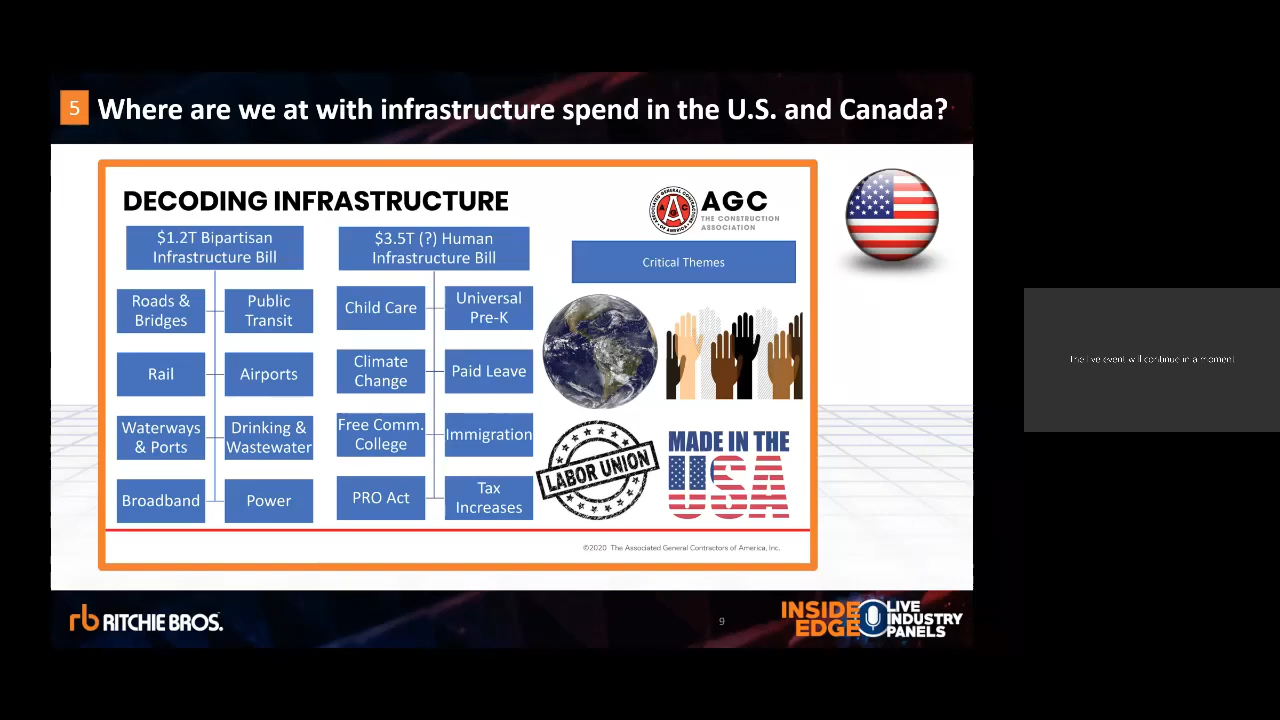 5 Where are we at with infrastructure spend in the U.S. and Canada?
DECODING INFRASTRUCTURE
AGC
THE CONSTRUCTION
ASSOCIATION
$1.2T Bipartisan
Infrastructure Bill
$3.5T (?) Human
Infrastructure Bill
Critical Themes
Roads &
Bridges
Public
Transit
Child Care
Universal
Pre-K
Rail
Airports
Climate
Change
Paid Leave
Waterways
& Ports
Drinking &
Wastewater
Free Comm.
College
Immigration
LABOR UNION
MADE IN THE
USA
Broadband
Power
PRO Act
Tax
Increases
©2020 The Associated General Contractors of America, Inc.
rb RITCHIE BROS.
9
INSIDE
EDGE
LIVE
INDUSTRY
PANELS
The live event will continue in a moment